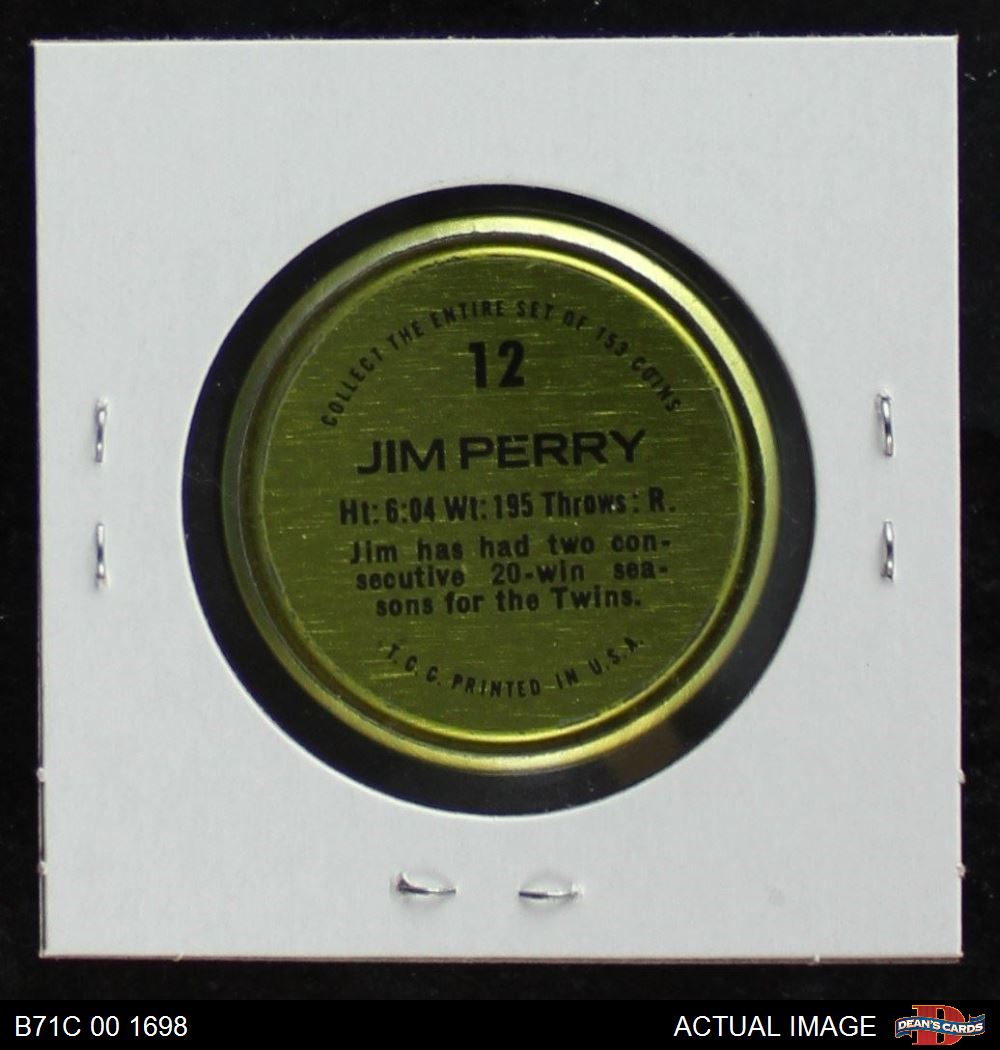 COLLECT THE ENTIRE SET OF 153 COINS
12
JIM PERRY
Ht: 6:04 Wt: 195 Throws: R.
Jim has had two con-
secutive 20-win sea-
sons for the Twins.
T. C. G. PRINTED IN U.S.A.
B71C 00 1698
ACTUAL IMAGE
D
DEAN'S CARDS